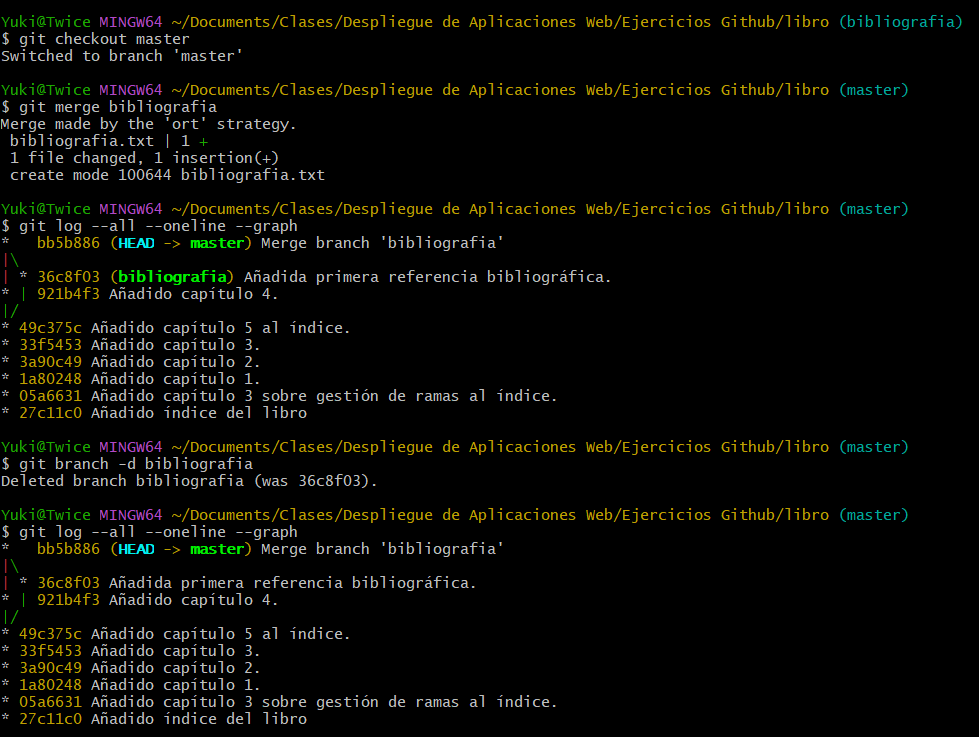 Yuki@Twice MINGW64 ~/Documents/Clases/Despliegue de Aplicaciones Web/Ejercicios Github/libro (bibliografia)
$ git checkout master
Switched to branch 'master'

Yuki@Twice MINGW64 ~/Documents/Clases/Despliegue de Aplicaciones Web/Ejercicios Github/libro (master)
$ git merge bibliografia
Merge made by the 'ort' strategy.
 bibliografia.txt | 1 +
 1 file changed, 1 insertion(+)
 create mode 100644 bibliografia.txt

Yuki@Twice MINGW64 ~/Documents/Clases/Despliegue de Aplicaciones Web/Ejercicios Github/libro (master)
$ git log --all --oneline --graph
*   bb5b886 (HEAD -> master) Merge branch 'bibliografia'
|\
| * 36c8f03 (bibliografia) Añadida primera referencia bibliográfica.
* | 921b4f3 Añadido capítulo 4.
|/
* 49c375c Añadido capítulo 5 al índice.
* 33f5453 Añadido capítulo 3.
* 3a90c49 Añadido capítulo 2.
* 1a80248 Añadido capítulo 1.
* 05a6631 Añadido capítulo 3 sobre gestión de ramas al índice.
* 27c11c0 Añadido índice del libro

Yuki@Twice MINGW64 ~/Documents/Clases/Despliegue de Aplicaciones Web/Ejercicios Github/libro (master)
$ git branch -d bibliografia
Deleted branch bibliografia (was 36c8f03).

Yuki@Twice MINGW64 ~/Documents/Clases/Despliegue de Aplicaciones Web/Ejercicios Github/libro (master)
$ git log --all --oneline --graph
*   bb5b886 (HEAD -> master) Merge branch 'bibliografia'
|\
| * 36c8f03 Añadida primera referencia bibliográfica.
* | 921b4f3 Añadido capítulo 4.
|/
* 49c375c Añadido capítulo 5 al índice.
* 33f5453 Añadido capítulo 3.
* 3a90c49 Añadido capítulo 2.
* 1a80248 Añadido capítulo 1.
* 05a6631 Añadido capítulo 3 sobre gestión de ramas al índice.
* 27c11c0 Añadido índice del libro